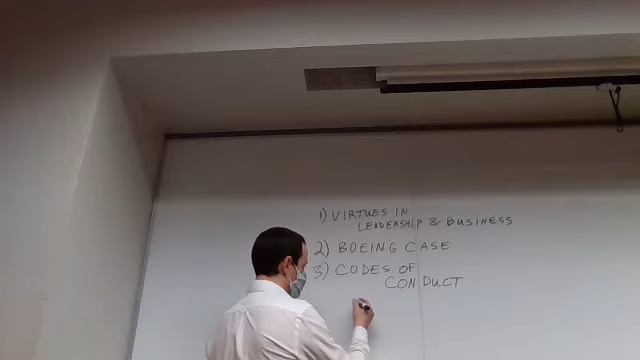 1) VIRTUES IN
LEADERSHIP & BUSINESS
2) BOEING CASE
3) CODES OF
CONDUCT